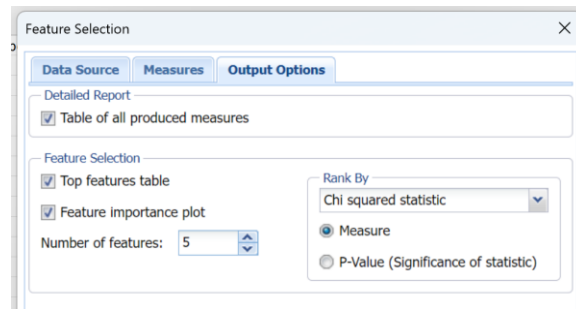 Feature Selection
Data Source Measures Output Options
Detailed Report
Table of all produced measures
Feature Selection
Top features table
Feature importance plot
Number of features: 5
Rank By
Chi squared statistic
Measure
P-Value (Significance of statistic)